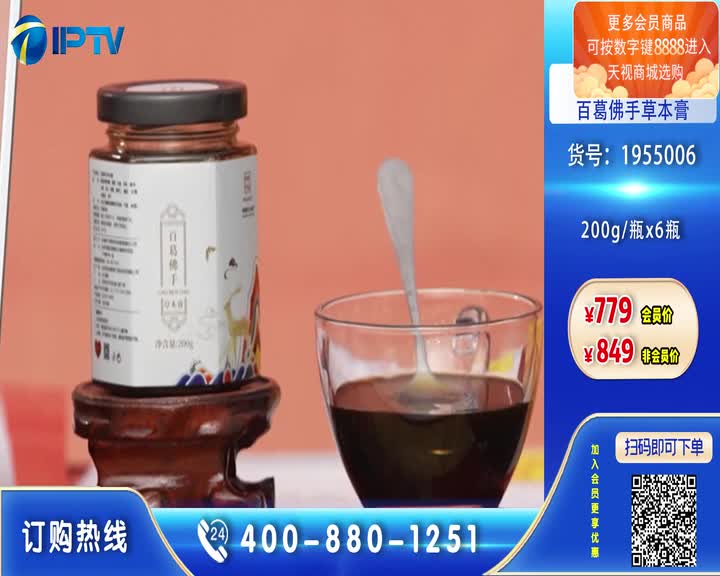 IPTV
更多会员商品
可按数字键8888进入
天视商城选购
百葛佛手草本膏
货号：1955006
200g/瓶x6瓶
¥779 会员价
¥849 非会员价
加入会员更享优惠
扫码即可下单
百葛佛手
净含量:200g
订购热线
24
400-880-1251